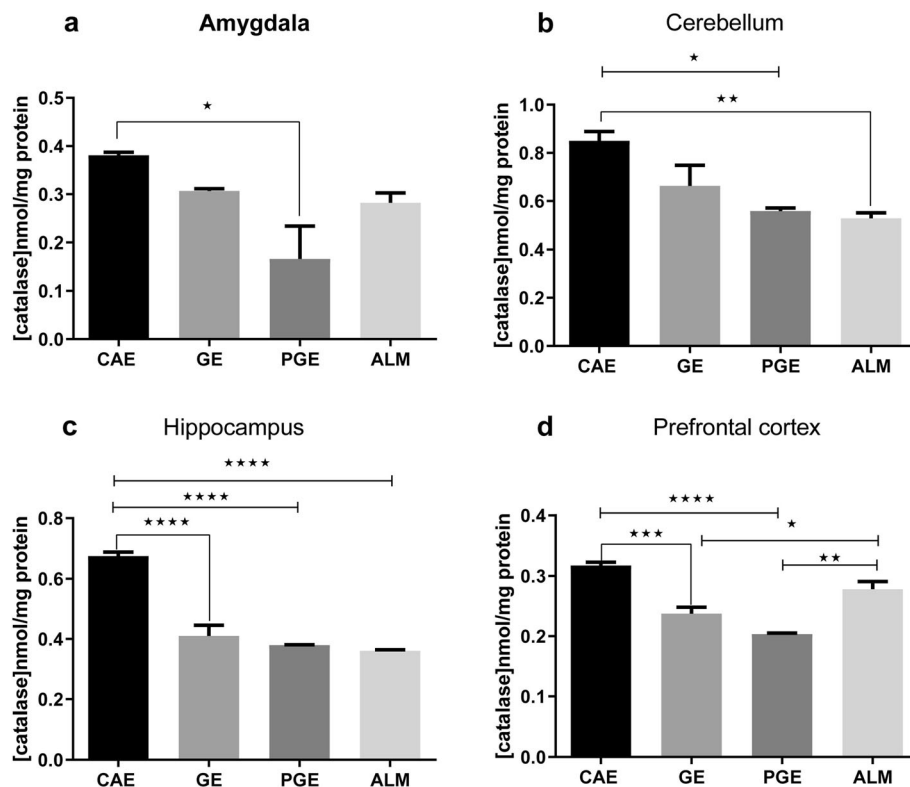 a Amygdala
★
[catalase]nmol/mg protein
0.5
0.4
0.3
0.2
0.1
0.0
CAE GE PGE ALM
b Cerebellum
★
★★
[catalase]nmol/mg protein
1.0
0.8
0.6
0.4
0.2
0.0
CAE GE PGE ALM
c Hippocampus
★★★★
★★★★
★★★★
[catalase]nmol/mg protein
0.8
0.6
0.4
0.2
0.0
CAE GE PGE ALM
d Prefrontal cortex
★★★★
★★★
★
★★
[catalase]nmol/mg protein
0.4
0.3
0.2
0.1
0.0
CAE GE PGE ALM